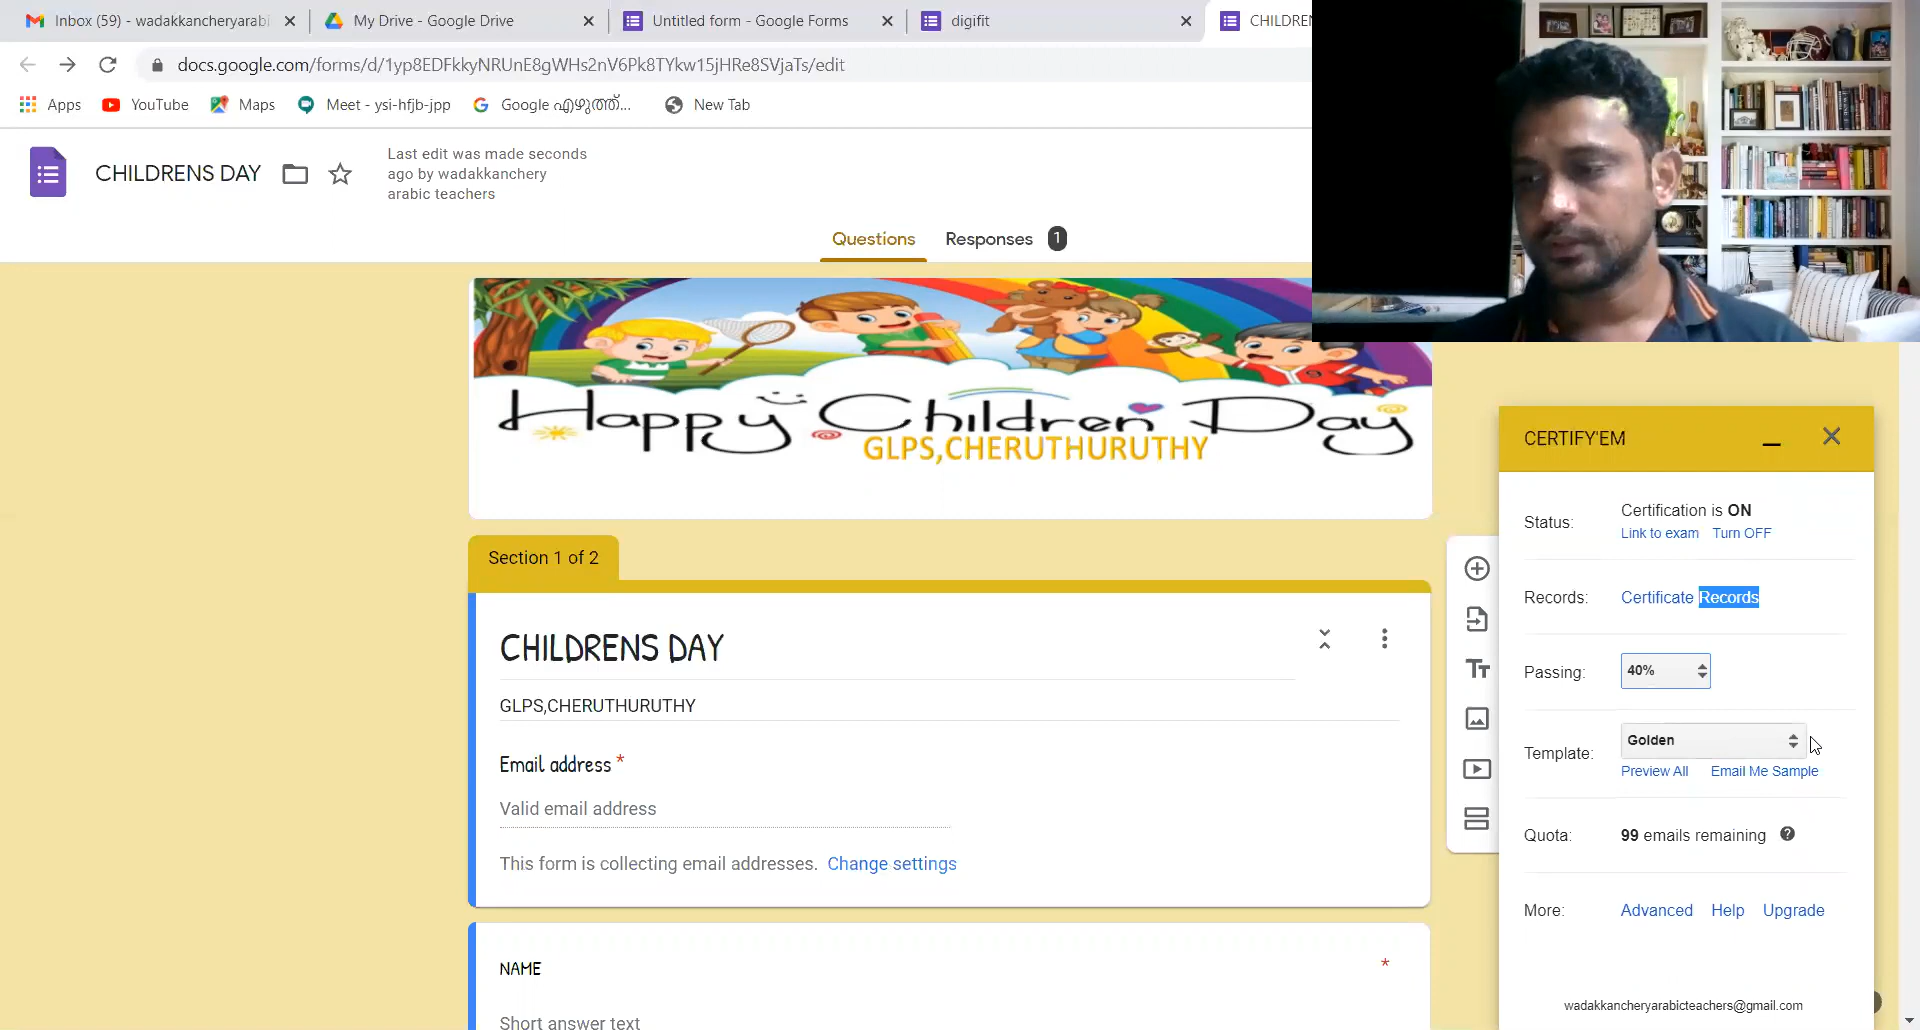 Inbox (59) - wadakkancheryarabi
My Drive - Google Drive
Untitled form - Google Forms
digifit
CHILDREN
docs.google.com/forms/d/1yp8EDFkkyNRUnE8gWHs2nV6Pk8TYkw15jHRe8SVjaTs/edit
Apps
YouTube
Maps
Meet - ysi-hfjb-jpp
Google എഴുത്ത്...
New Tab
CHILDRENS DAY
Last edit was made seconds
ago by wadakkanchery
arabic teachers
Questions
Responses 1
Happy Children Day
GLPS,CHERUTHURUTHY
Section 1 of 2
CHILDRENS DAY
GLPS,CHERUTHURUTHY
Email address *
Valid email address
This form is collecting email addresses. Change settings
NAME *
Short answer text
CERTIFY'EM
Status: Certification is ON
Link to exam Turn OFF
Records: Certificate Records
Passing: 40%
Template: Golden
Preview All Email Me Sample
Quota: 99 emails remaining ?
More: Advanced Help Upgrade
wadakkancheryarabicteachers@gmail.com